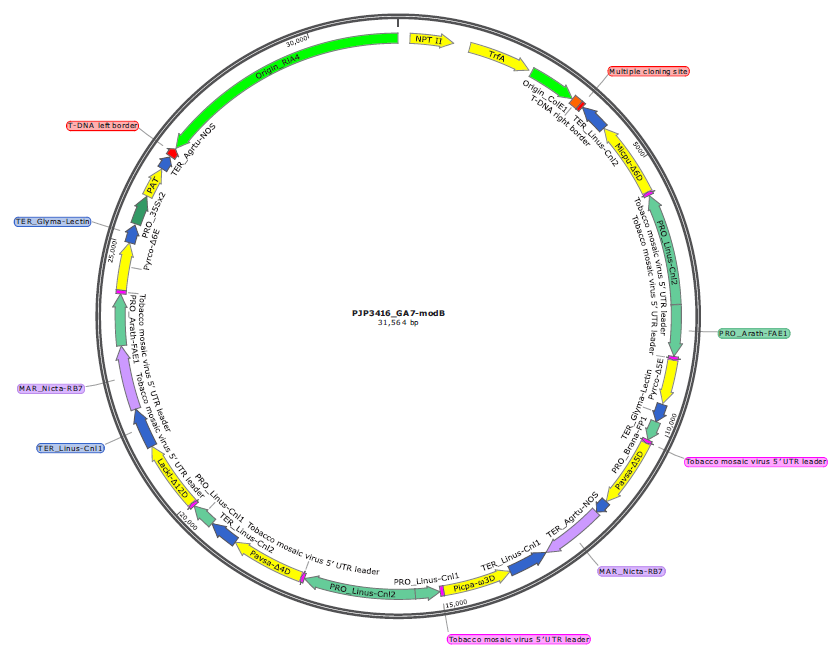 NPT II
TrfA
Origin_ColE1
Multiple cloning site
T-DNA right border
TER_Linus-Cnl2
5000
Micpu-Δ6D
Tobacco mosaic virus 5’ UTR leader
Tobacco mosaic virus 5’ UTR leader
PRO_Linus-Cnl2
PRO_Arath-FAE1
Pyrco-Δ5E
TER_Glyma-Lectin
10,000
PRO_Brana-FP1
Tobacco mosaic virus 5’UTR leader
Pavsa-Δ5D
TER_Agrtu-NOS
MAR_Nicta-RB7
TER_Linus-Cnl1
Picpa-ω3D
15,000
Tobacco mosaic virus 5’UTR leader
PRO_Linus-Cnl1
PRO_Linus-Cnl2
Tobacco mosaic virus 5’ UTR leader
Pavsa-Δ4D
TER_Linus-Cnl2
PRO_Linus-Cnl1
20,000
Tobacco mosaic virus 5’ UTR leader
Lackl-Δ12D
TER_Linus-Cnl1
MAR_Nicta-RB7
PRO_Arath-FAE1
Tobacco mosaic virus 5’ UTR leader
Pyrco-Δ6E
25,000
TER_Glyma-Lectin
PRO_35Sx2
PAT
TER_Agrtu-NOS
T-DNA left border
Origin_RiA4
30,000
PJP3416_GA7-modB
31,564 bp